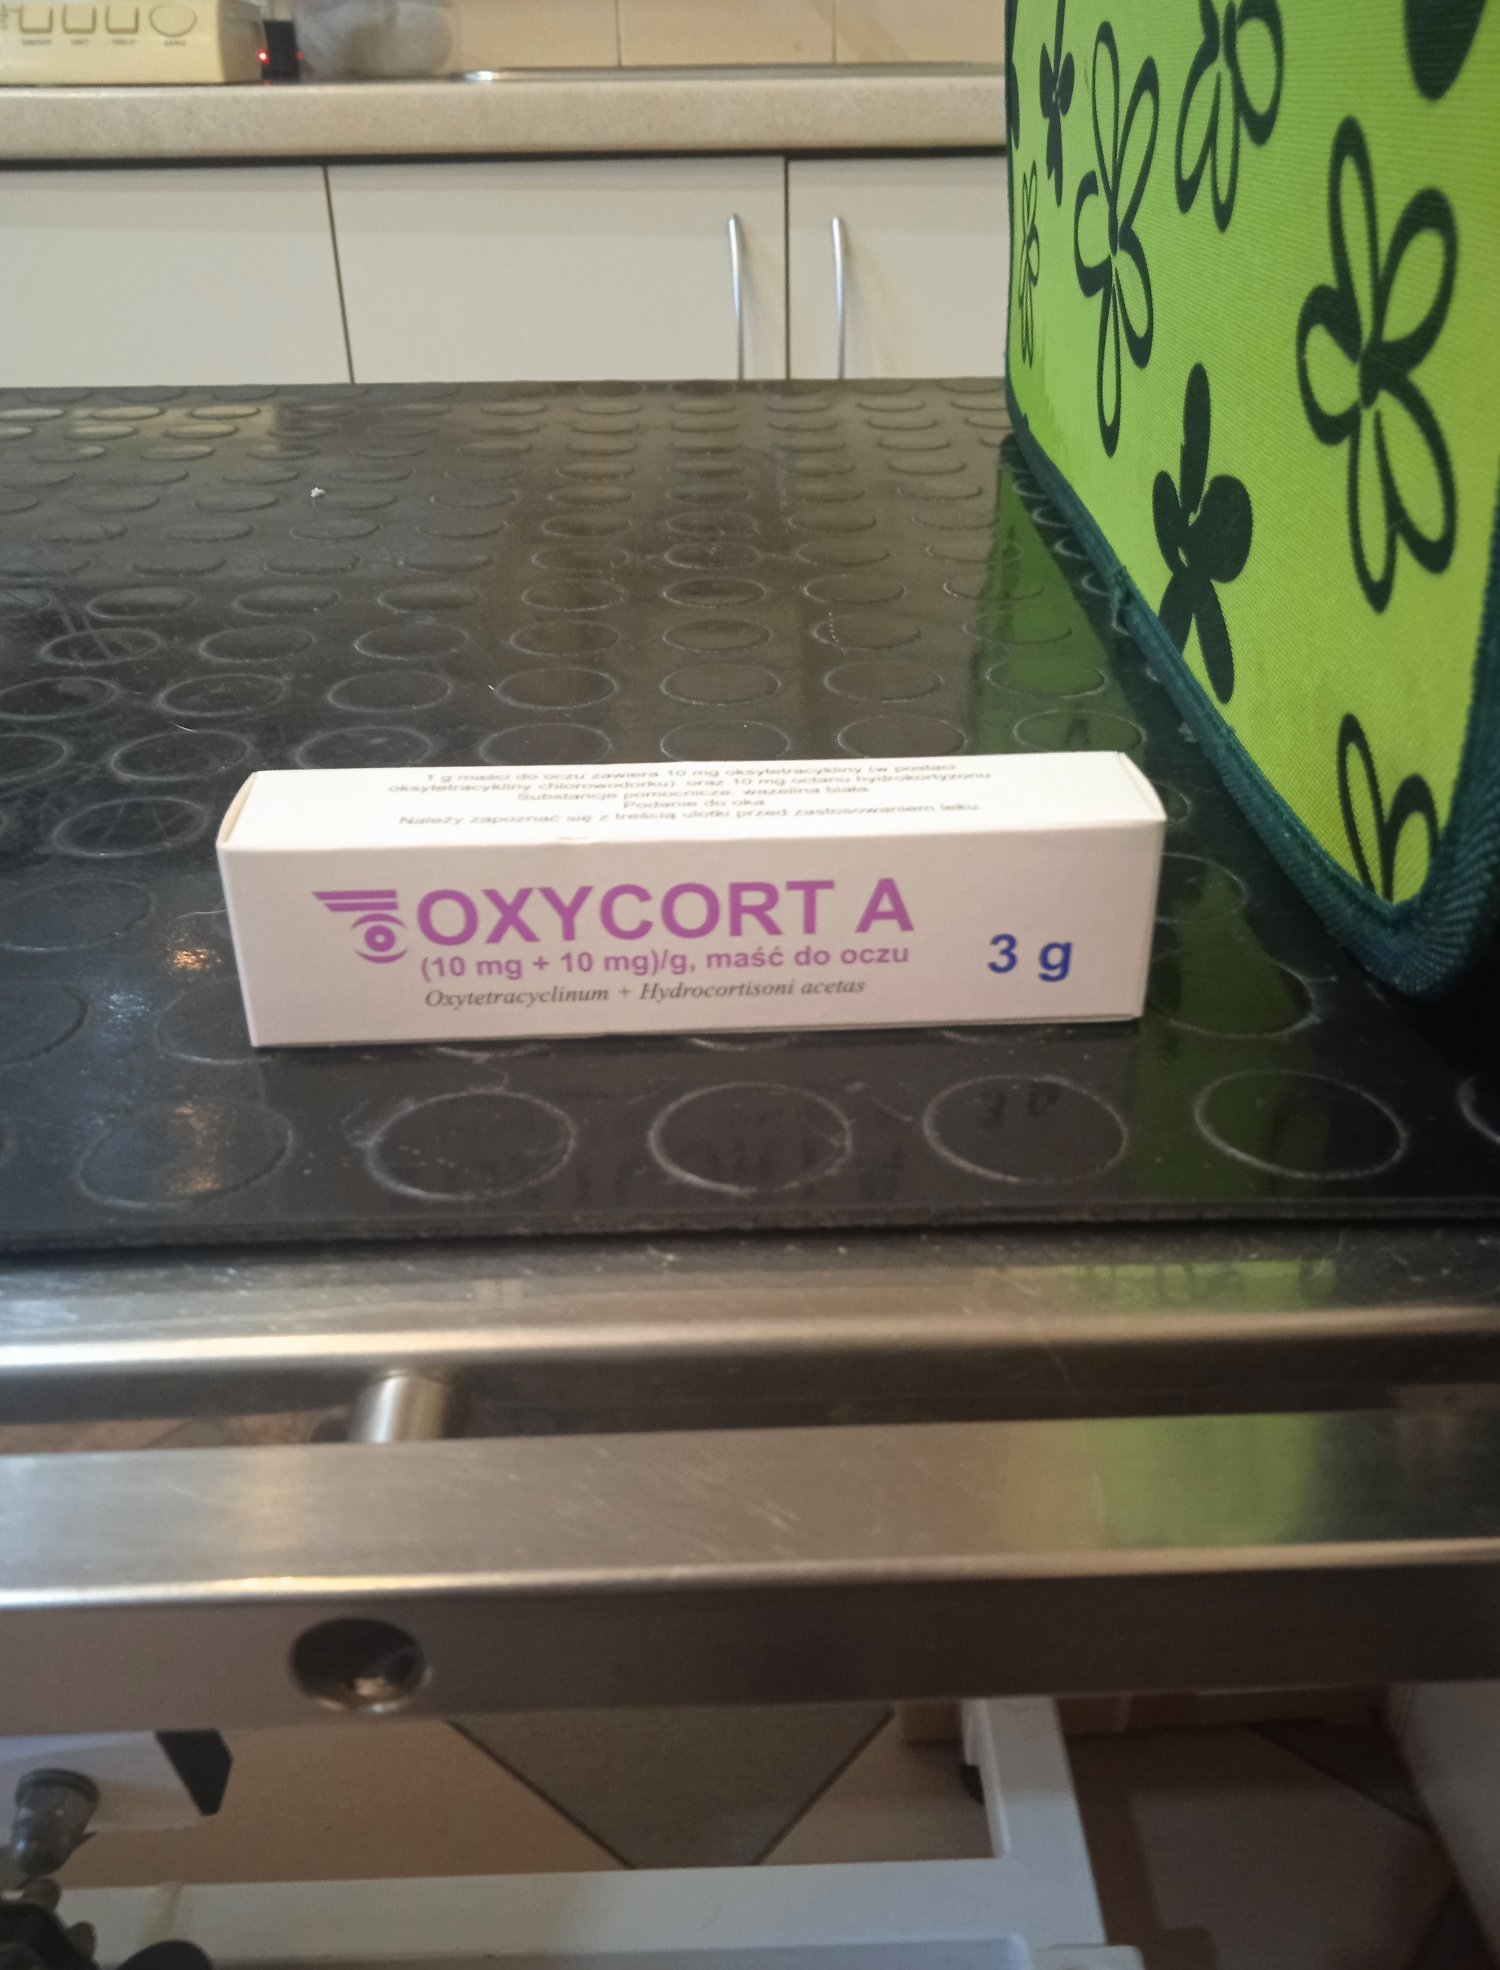 1 g maści do oczu zawiera 10 mg oksytetracykliny (w postaci
oksytetracykliny chlorowodorku) oraz 10 mg octanu hydrokortyzonu
Substancje pomocnicze: wazelina biała
Podanie do oka
Należy zapoznać się z treścią ulotki przed zastosowaniem leku.
OXYCORT A
(10 mg + 10 mg)/g, maść do oczu
Oxytetracyclinum + Hydrocortisoni acetas
3 g